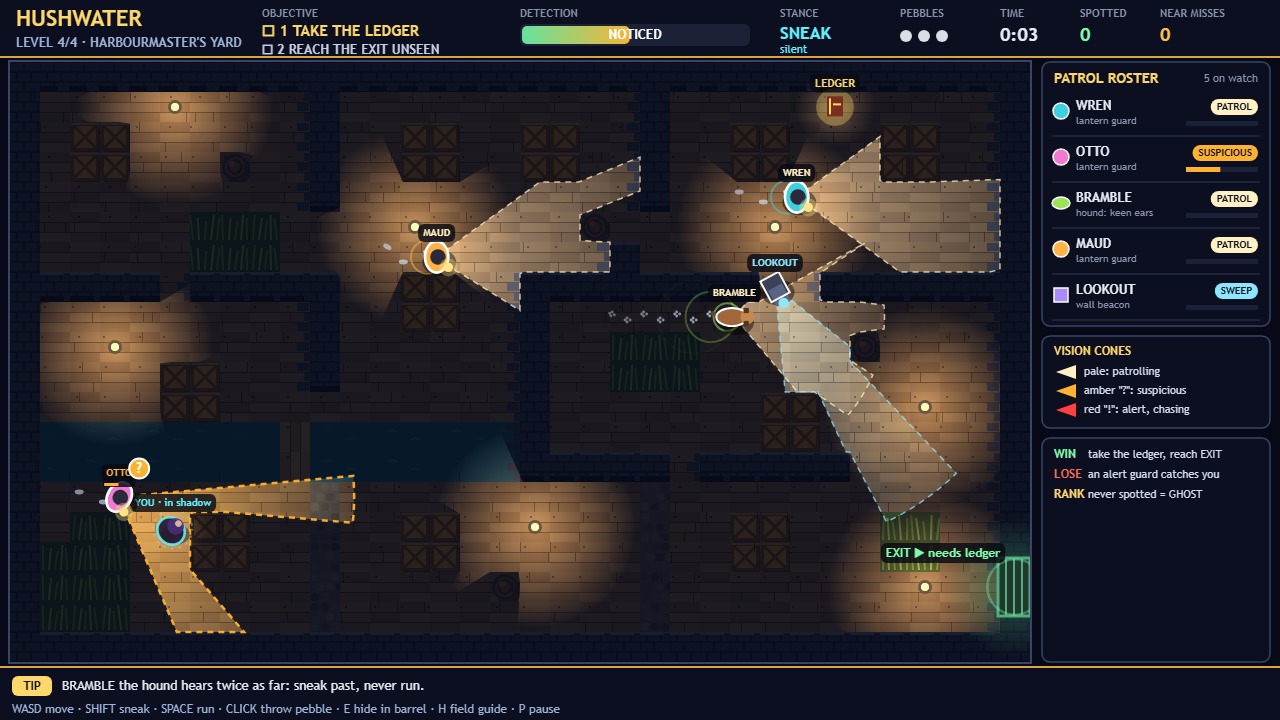 HUSHWATER
LEVEL 4/4 · HARBOURMASTER'S YARD
OBJECTIVE
1 TAKE THE LEDGER
2 REACH THE EXIT UNSEEN
DETECTION
NOTICED
STANCE
SNEAK
silent
PEBBLES
TIME
0:03
SPOTTED
0
NEAR MISSES
0
LEDGER
WREN
MAUD
LOOKOUT
BRAMBLE
OTTO
?
YOU · in shadow
EXIT ▶ needs ledger
PATROL ROSTER
5 on watch
WREN
lantern guard
PATROL
OTTO
lantern guard
SUSPICIOUS
BRAMBLE
hound: keen ears
PATROL
MAUD
lantern guard
PATROL
LOOKOUT
wall beacon
SWEEP
VISION CONES
pale: patrolling
amber "?": suspicious
red "!": alert, chasing
WIN take the ledger, reach EXIT
LOSE an alert guard catches you
RANK never spotted = GHOST
TIP BRAMBLE the hound hears twice as far: sneak past, never run.
WASD move · SHIFT sneak · SPACE run · CLICK throw pebble · E hide in barrel · H field guide · P pause